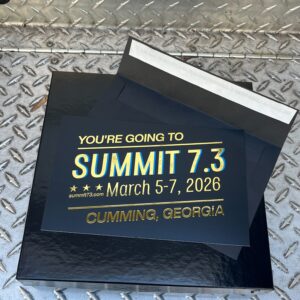 YOU'RE GOING TO
SUMMIT 7.3
★ ★ ★
summit73.com
March 5-7, 2026
CUMMING, GEORGIA